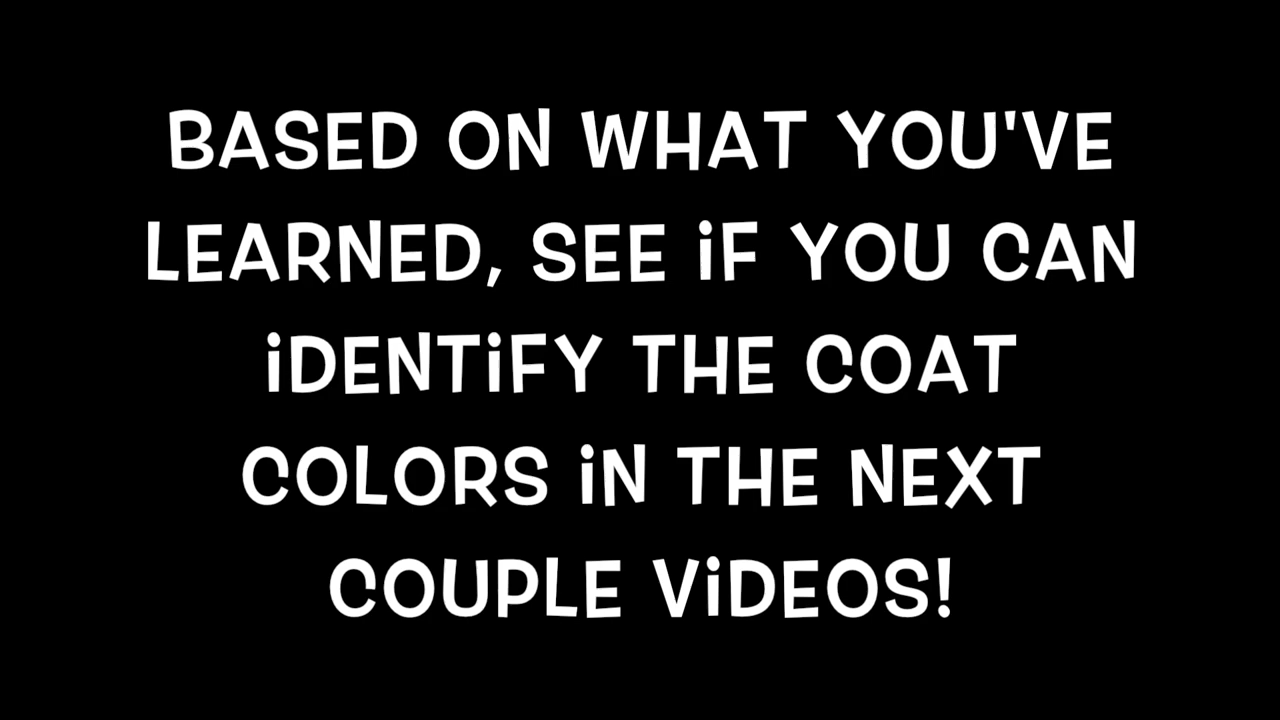 BASED ON WHAT YOU'VE
LEARNED, SEE iF YOU CAN
iDENTiFY THE COAT
COLORS iN THE NEXT
COUPLE ViDEOS!